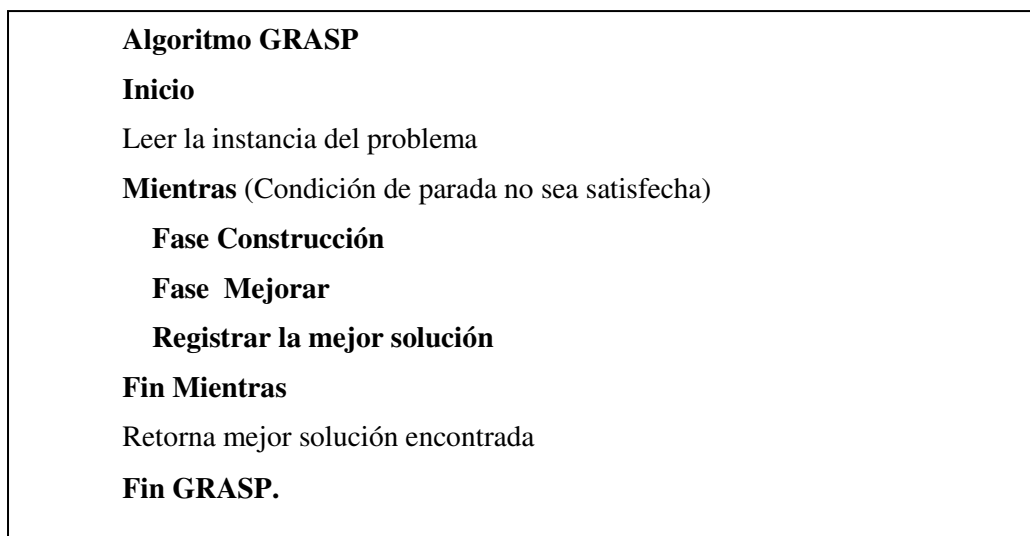 Algoritmo GRASP
Inicio
Leer la instancia del problema
Mientras (Condición de parada no sea satisfecha)
Fase Construcción
Fase Mejorar
Registrar la mejor solución
Fin Mientras
Retorna mejor solución encontrada
Fin GRASP.